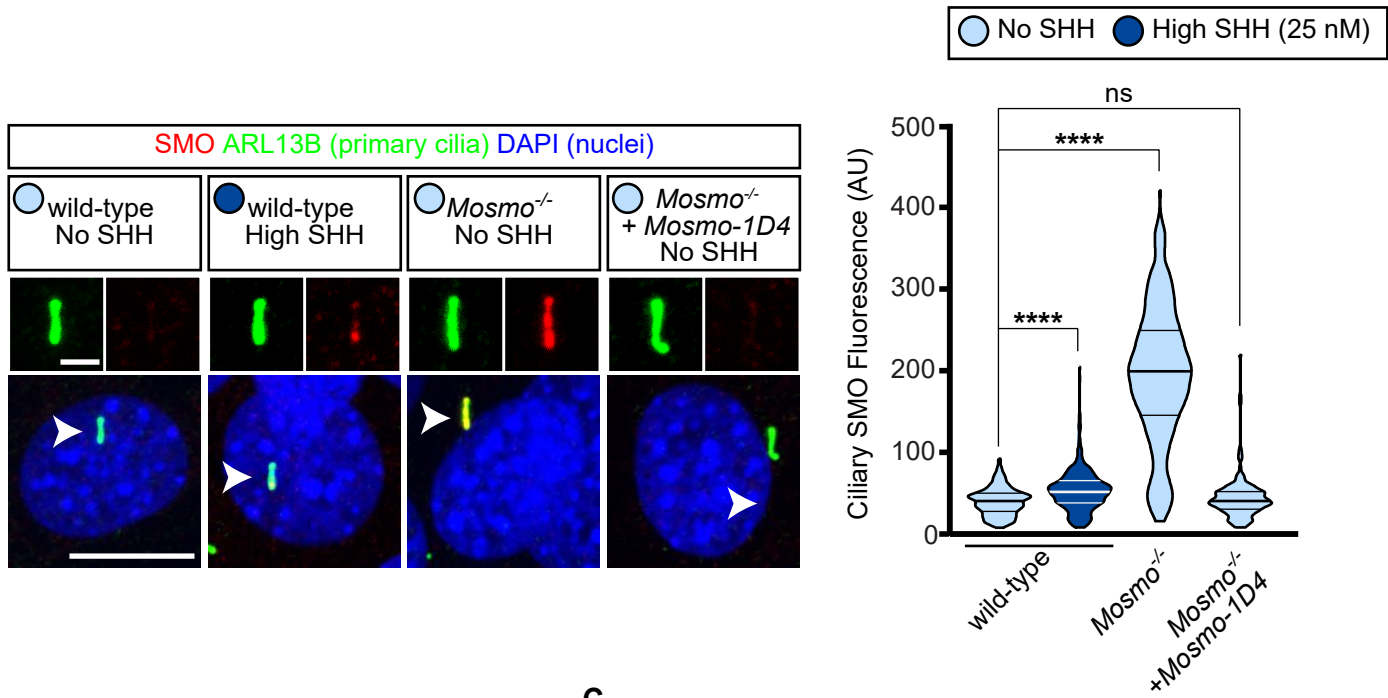 No SHH High SHH (25 nM)
SMO ARL13B (primary cilia) DAPI (nuclei)
wild-type
No SHH
wild-type
High SHH
Mosmo-/-
No SHH
Mosmo-/-
+ Mosmo-1D4
No SHH
Ciliary SMO Fluorescence (AU)
500
400
300
200
100
0
ns
****
****
wild-type
Mosmo-/-
Mosmo-/-
+Mosmo-1D4